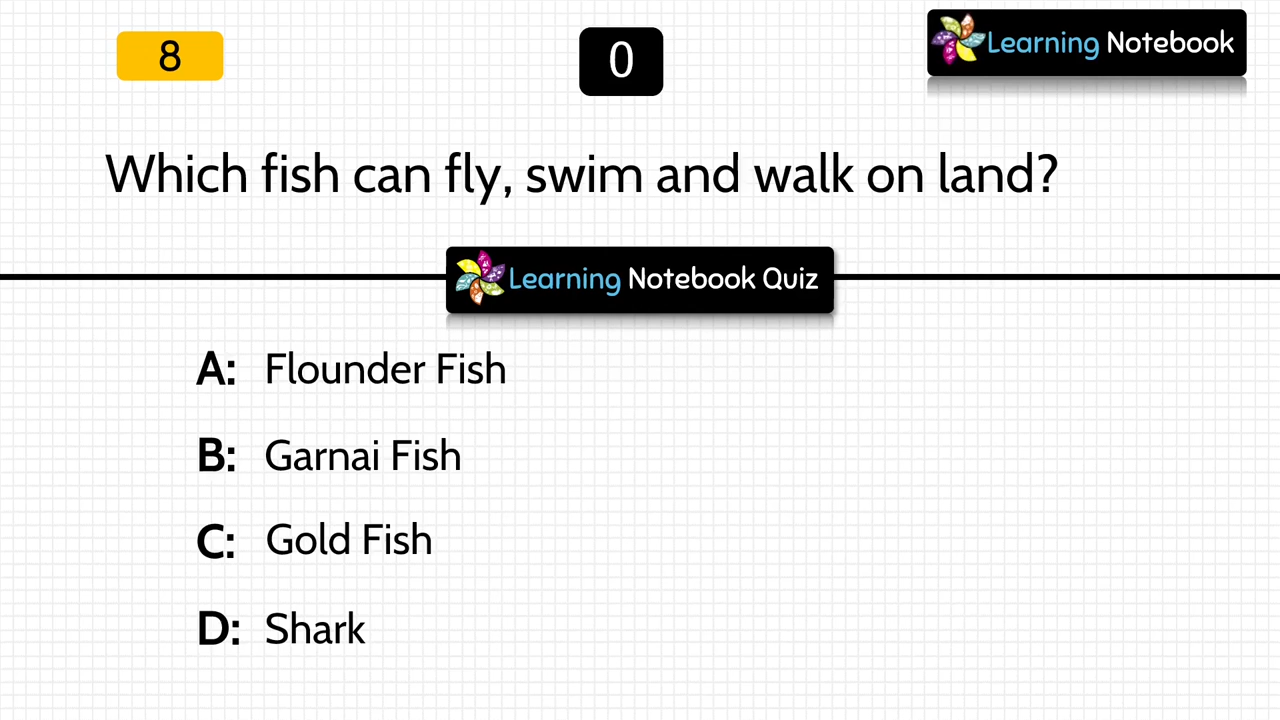 8
0
Learning Notebook
Which fish can fly, swim and walk on land?
Learning Notebook Quiz
A: Flounder Fish
B: Garnai Fish
C: Gold Fish
D: Shark